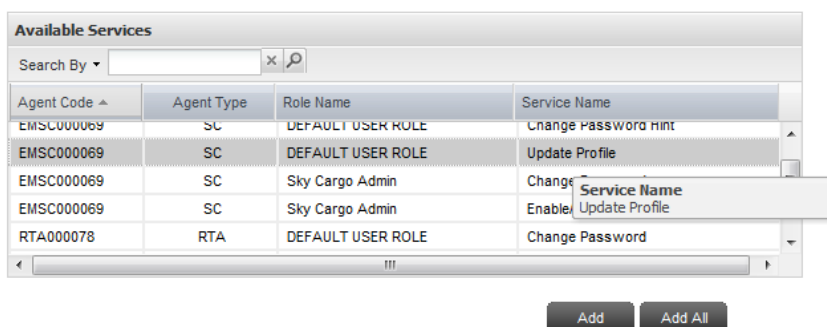 Available Services
Search By
Agent Code Agent Type Role Name Service Name
EMSC000069 SC DEFAULT USER ROLE Change Password Hint
EMSC000069 SC DEFAULT USER ROLE Update Profile
EMSC000069 SC Sky Cargo Admin Change
Service Name
EMSC000069 SC Sky Cargo Admin Enable/
Update Profile
RTA000078 RTA DEFAULT USER ROLE Change Password
Add Add All